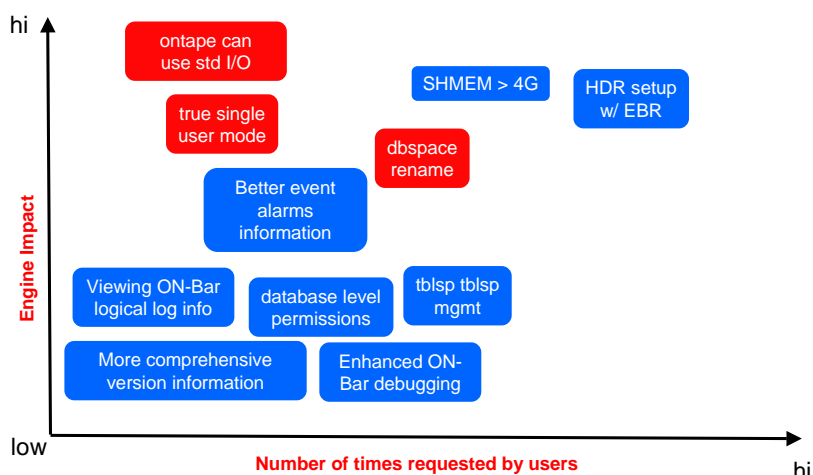 hi
ontape can
use std I/O
SHMEM > 4G
HDR setup
w/ EBR
true single
user mode
dbspace
rename
Better event
alarms
information
Engine Impact
Viewing ON-Bar
logical log info
database level
permissions
tblsp tblsp
mgmt
More comprehensive
version information
Enhanced ON-
Bar debugging
low
Number of times requested by users
hi